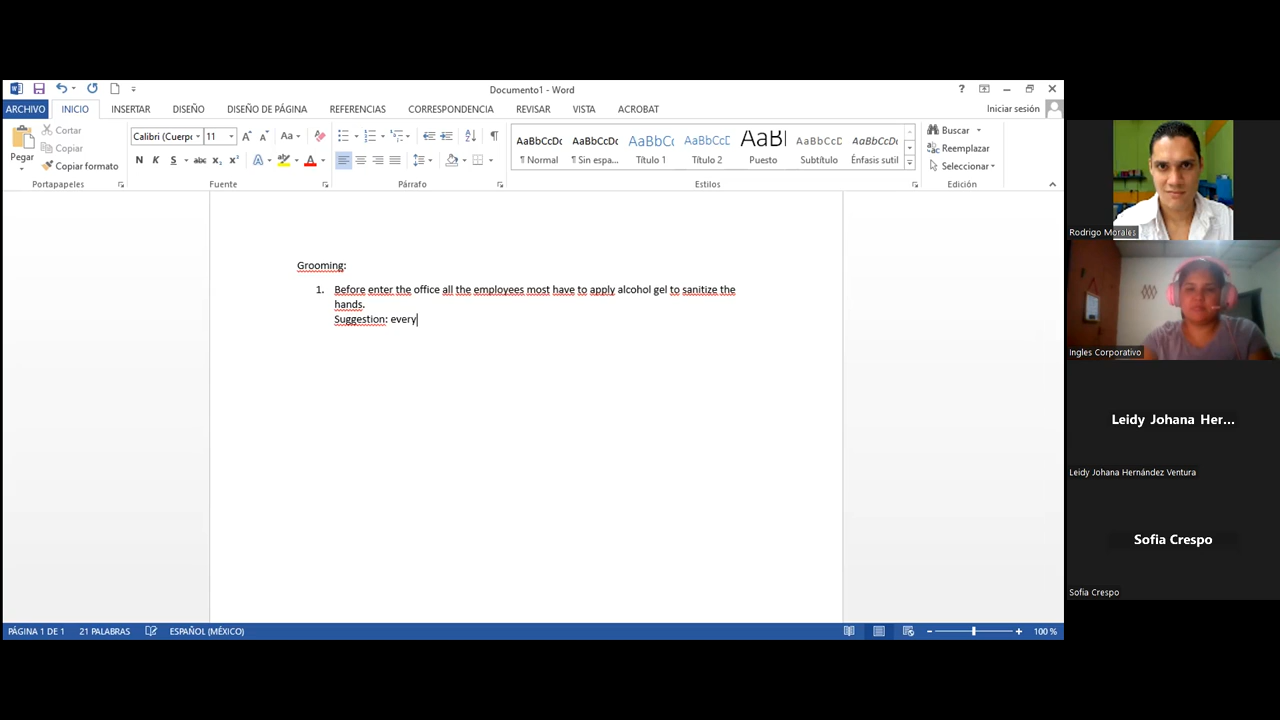 Documento1 - Word
ARCHIVO INICIO INSERTAR DISEÑO DISEÑO DE PÁGINA REFERENCIAS CORRESPONDENCIA REVISAR VISTA ACROBAT Iniciar sesión
Pegar
Cortar
Copiar
Copiar formato
Portapapeles
Calibri (Cuerpo 11
N K S abc x₂ x²
Fuente
Párrafo
AaBbCcDc AaBbCcDc AaBbCc AaBbCcE AaBl AaBbCcD AaBbCcDc
¶ Normal ¶ Sin espa... Título 1 Título 2 Puesto Subtítulo Énfasis sutil
Estilos
Buscar
Reemplazar
Seleccionar
Edición
Grooming:
1. Before enter the office all the employees most have to apply alcohol gel to sanitize the
hands.
Suggestion: every
PÁGINA 1 DE 1 21 PALABRAS ESPAÑOL (MÉXICO) 100 %
Rodrigo Morales
Ingles Corporativo
Leidy Johana Her...
Leidy Johana Hernández Ventura
Sofia Crespo
Sofia Crespo